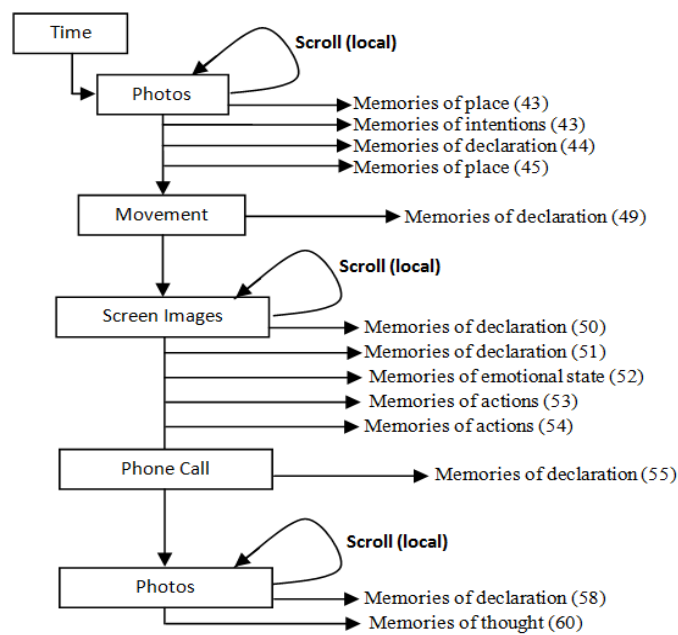 Time
Scroll (local)
Photos
Memories of place (43)
Memories of intentions (43)
Memories of declaration (44)
Memories of place (45)
Movement
Memories of declaration (49)
Scroll (local)
Screen Images
Memories of declaration (50)
Memories of declaration (51)
Memories of emotional state (52)
Memories of actions (53)
Memories of actions (54)
Phone Call
Memories of declaration (55)
Scroll (local)
Photos
Memories of declaration (58)
Memories of thought (60)